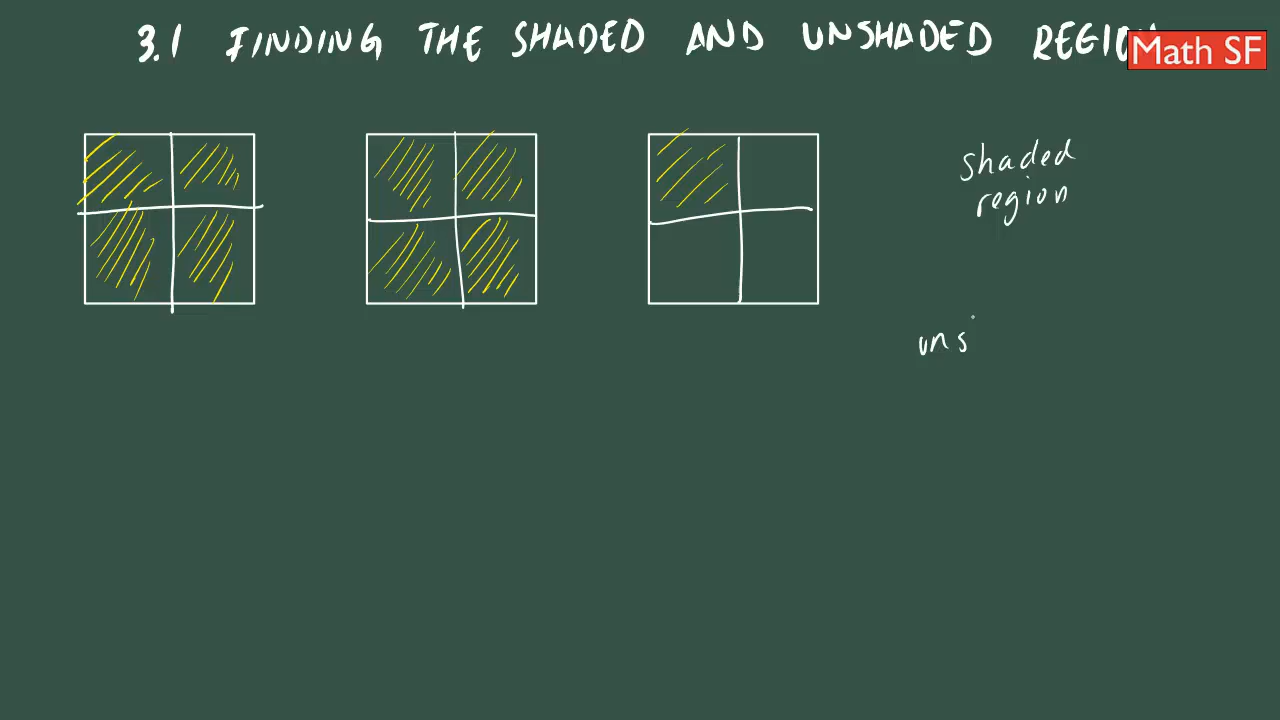 3.1 FINDING THE SHADED AND UNSHADED REGION
Math SF
shaded
region
uns